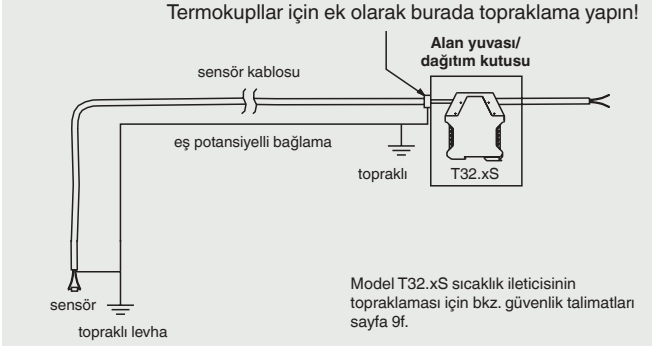 Termokupllar için ek olarak burada topraklama yapın!
Alan yuvası/
dağıtım kutusu
sensör kablosu
eş potansiyelli bağlama
topraklı
T32.xS
sensör
topraklı levha
Model T32.xS sıcaklık ileticisinin
topraklaması için bkz. güvenlik talimatları
sayfa 9f.